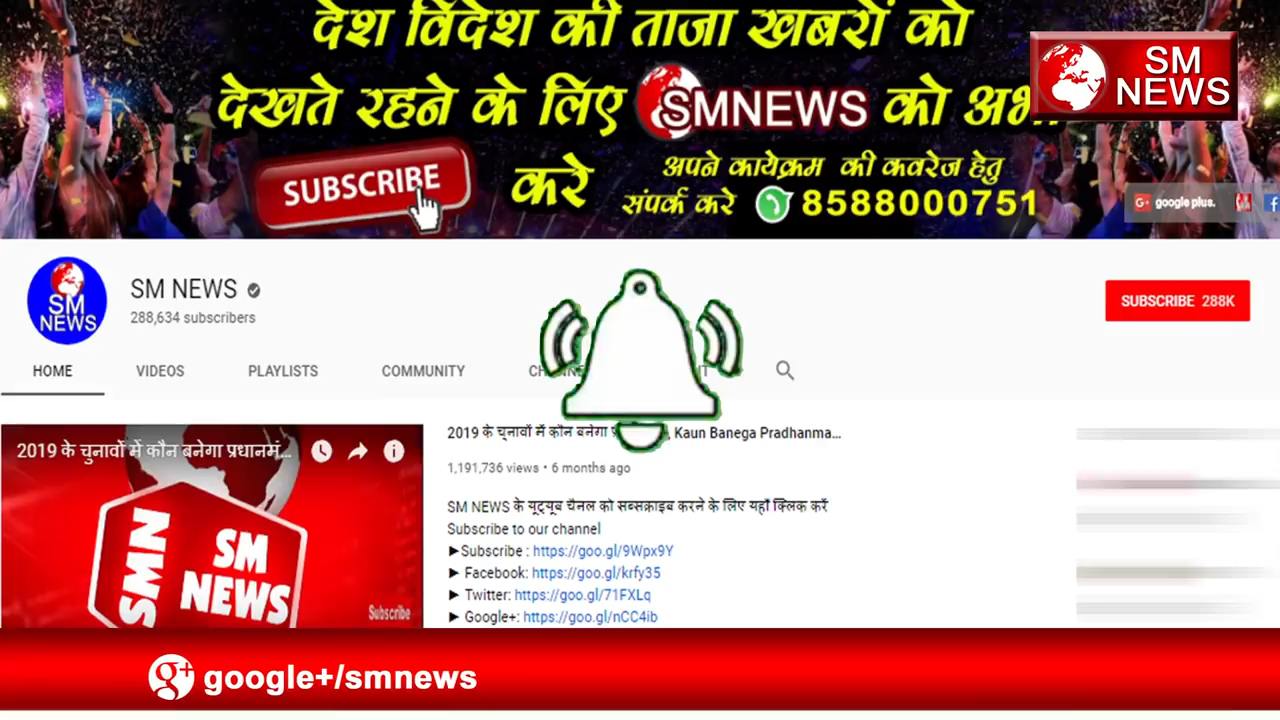 देश विदेश की ताजा खबरों को
देखते रहने के लिए SMNEWS को
SM
NEWS
SUBSCRIBE
करे
अपने कार्यक्रम की कवरेज हेतु
संपर्क करे 8588000751
google plus.
SM
NEWS
SM NEWS
288,634 subscribers
SUBSCRIBE 288K
HOME
VIDEOS
PLAYLISTS
COMMUNITY
2019 के चुनावों में कौन बनेगा प्रधानमं...
2019 के चुनावों में कौन बनेगा , Kaun Banega Pradhanma...
1,191,736 views • 6 months ago
SM NEWS के यूट्यूब चैनल को सब्सक्राइब करने के लिए यहाँ क्लिक करें
Subscribe to our channel
►Subscribe : https://goo.gl/9Wpx9Y
► Facebook: https://goo.gl/krfy35
► Twitter: https://goo.gl/71FXLq
► Google+: https://goo.gl/nCC4ib
SMN
SM
NEWS
Subscribe
g+ google+/smnews